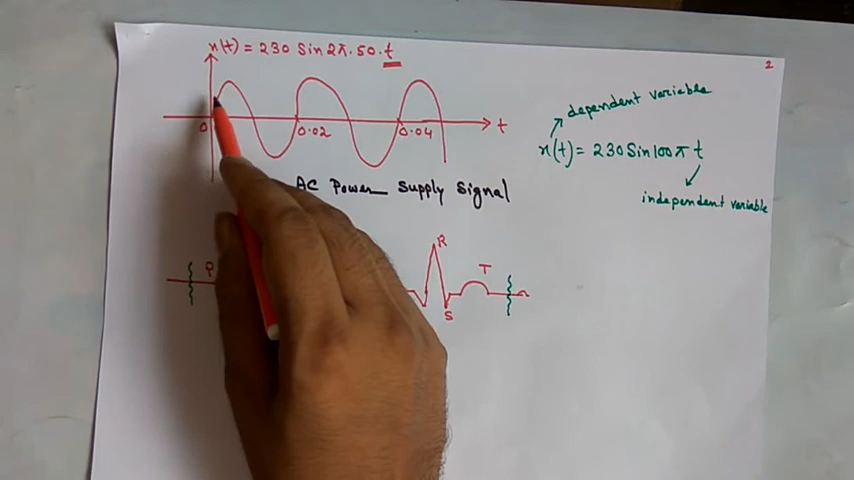 x(t) = 230 Sin 2π.50.t
2
0
0.02
0.04
t
AC Power Supply Signal
dependent variable
x(t) = 230 Sin 100π t
independent variable
P
R
S
T